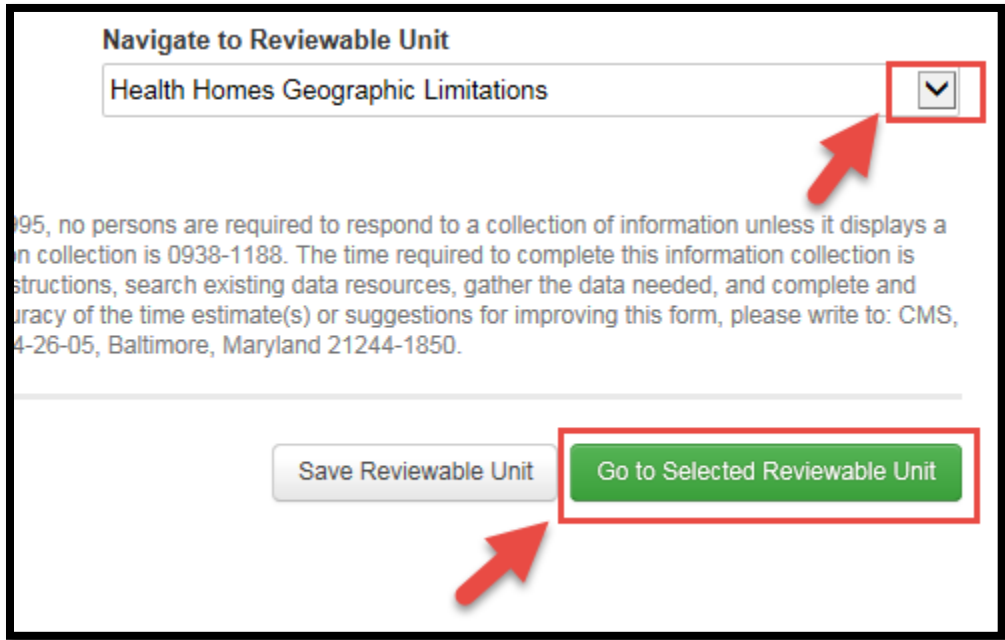 Navigate to Reviewable Unit
Health Homes Geographic Limitations
995, no persons are required to respond to a collection of information unless it displays a
on collection is 0938-1188. The time required to complete this information collection is
structions, search existing data resources, gather the data needed, and complete and
uracy of the time estimate(s) or suggestions for improving this form, please write to: CMS,
4-26-05, Baltimore, Maryland 21244-1850.
Save Reviewable Unit
Go to Selected Reviewable Unit